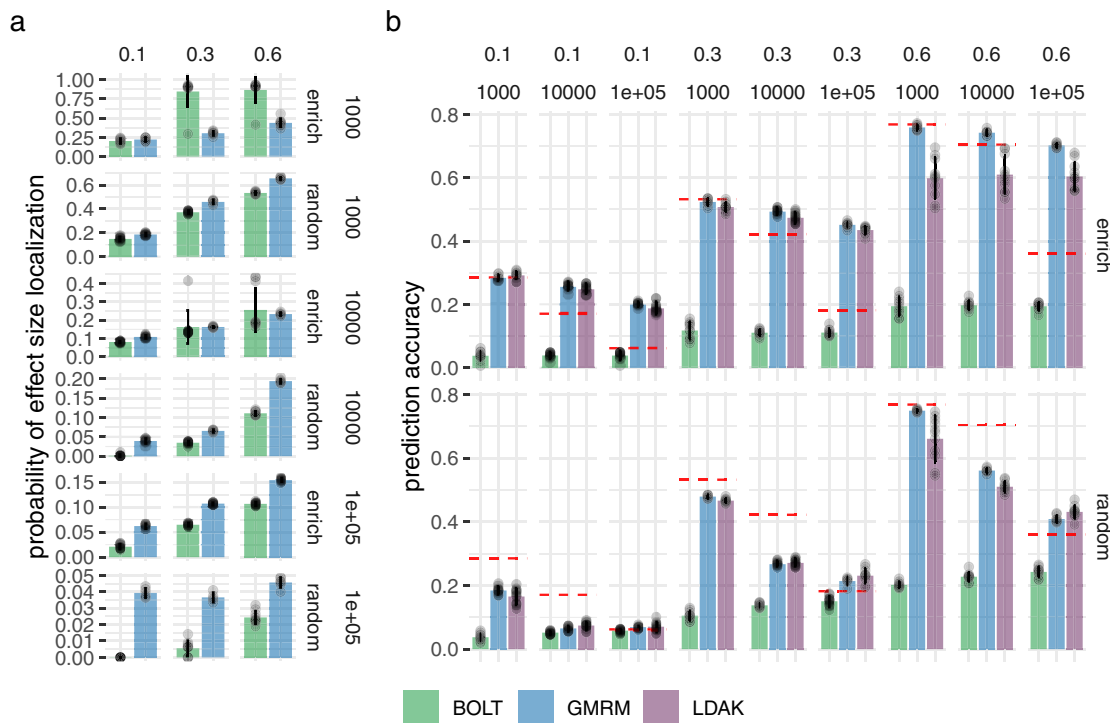 a
0.1 0.3 0.6
probability of effect size localization
1.00
0.75
0.50
0.25
0.00
enrich
1000
0.6
0.4
0.2
0.0
random
1000
0.4
0.3
0.2
0.1
0.0
enrich
10000
0.20
0.15
0.10
0.05
0.00
random
10000
0.15
0.10
0.05
0.00
enrich
1e+05
0.05
0.04
0.03
0.02
0.01
0.00
random
1e+05
b
0.1 0.1 0.1 0.3 0.3 0.3 0.6 0.6 0.6
1000 10000 1e+05 1000 10000 1e+05 1000 10000 1e+05
prediction accuracy
0.8
0.6
0.4
0.2
0.0
enrich
0.8
0.6
0.4
0.2
0.0
random
BOLT GMRM LDAK